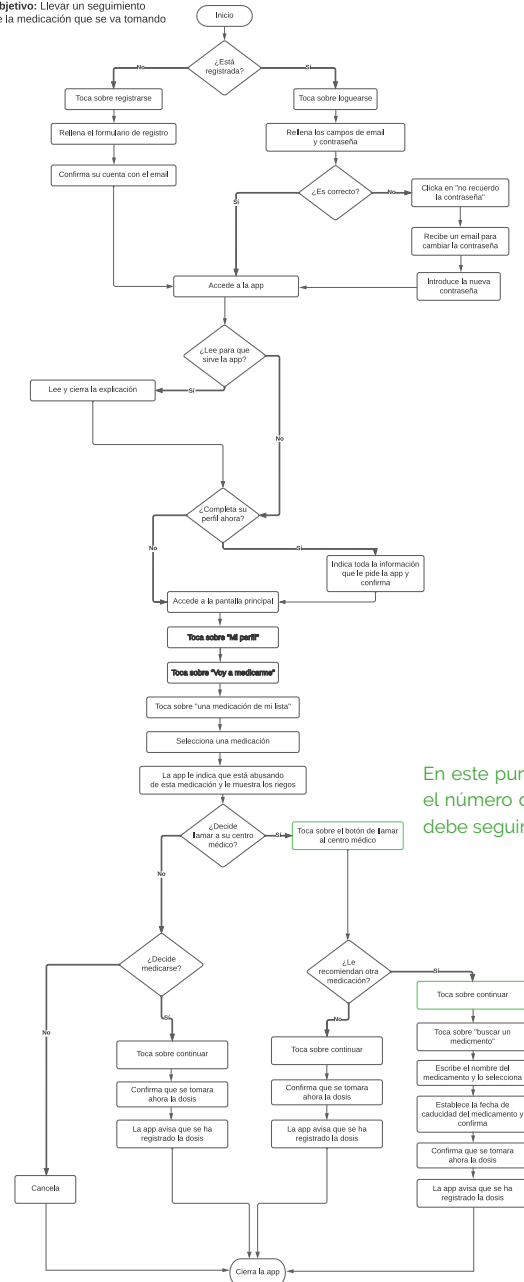 bjetivo: Llevar un seguimiento
e la medicación que se va tomando
Inicio
¿Está
registrada?
No
Sí
Toca sobre registrarse
Toca sobre loguearse
Rellena el formulario de registro
Rellena los campos de email
y contraseña
Confirma su cuenta con el email
¿Es correcto?
No
Sí
Clicka en "no recuerdo
la contraseña"
Recibe un email para
cambiar la contraseña
Introduce la nueva
contraseña
Accede a la app
¿Lee para que
sirve la app?
Sí
Lee y cierra la explicación
No
¿Completa su
perfil ahora?
No
Sí
Indica toda la información
que le pide la app y
confirma
Accede a la pantalla principal
Toca sobre "Mi perfil"
Toca sobre "Voy a medicarme"
Toca sobre "una medicación de mi lista"
Selecciona una medicación
La app le indica que está abusando
de esta medicación y le muestra los riegos
En este pun
el número d
debe seguir
¿Decide
llamar a su centro
médico?
Sí
Toca sobre el botón de llamar
al centro médico
No
¿Decide
medicarse?
¿Le
recomiendan otra
medicación?
Sí
No
Sí
No
Toca sobre continuar
Toca sobre continuar
Toca sobre continuar
Toca sobre "buscar un
medicmento"
Confirma que se tomara
ahora la dosis
Confirma que se tomara
ahora la dosis
Escribe el nombre del
medicamento y lo selecciona
La app avisa que se ha
registrado la dosis
La app avisa que se ha
registrado la dosis
Establece la fecha de
caducidad del medicamento y
confirma
Confirma que se tomara
ahora la dosis
La app avisa que se ha
registrado la dosis
Cancela
Cierra la app